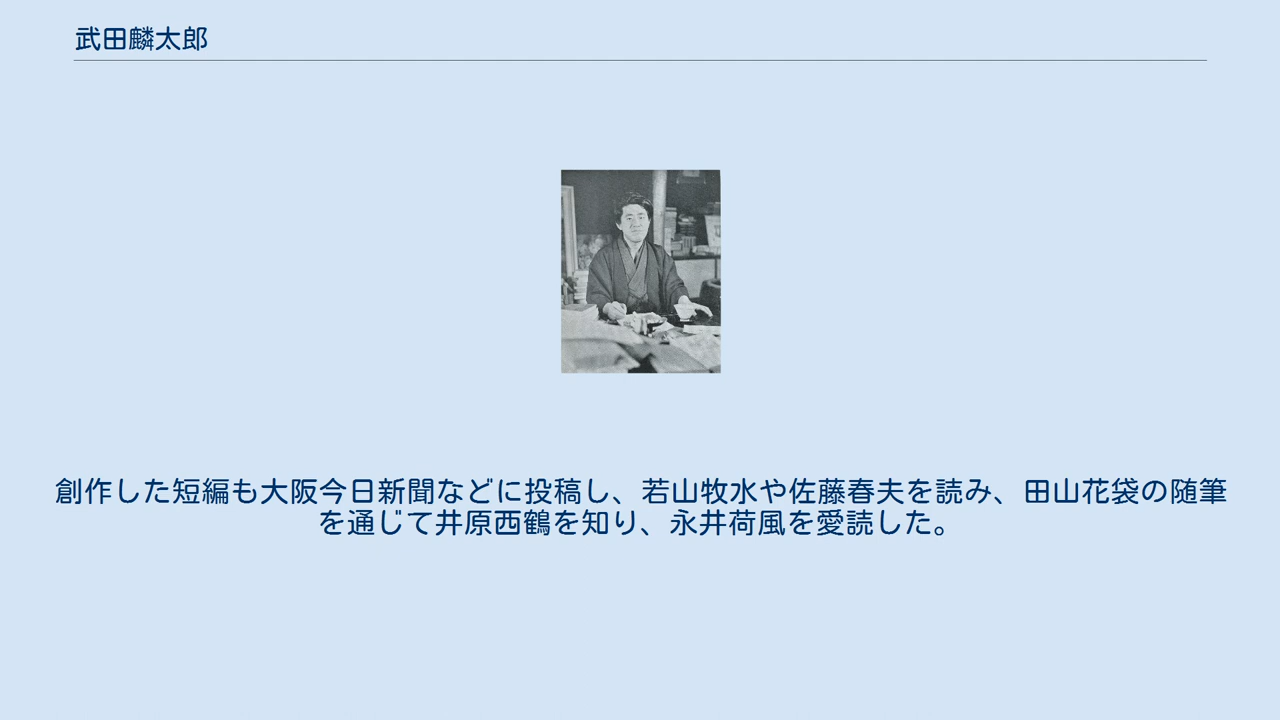 武田麟太郎
創作した短編も大阪今日新聞などに投稿し、若山牧水や佐藤春夫を読み、田山花袋の随筆
を通じて井原西鶴を知り、永井荷風を愛読した。